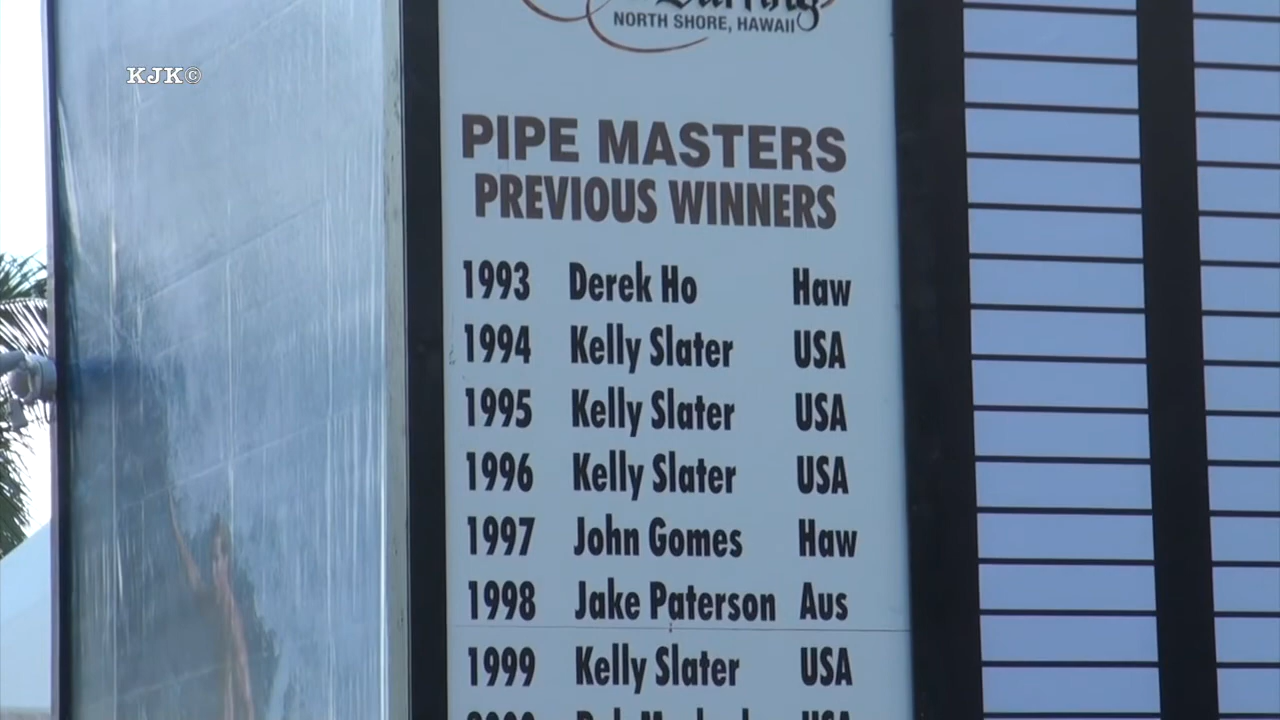 KJK©
NORTH SHORE, HAWAII
PIPE MASTERS
PREVIOUS WINNERS
1993 Derek Ho Haw
1994 Kelly Slater USA
1995 Kelly Slater USA
1996 Kelly Slater USA
1997 John Gomes Haw
1998 Jake Paterson Aus
1999 Kelly Slater USA